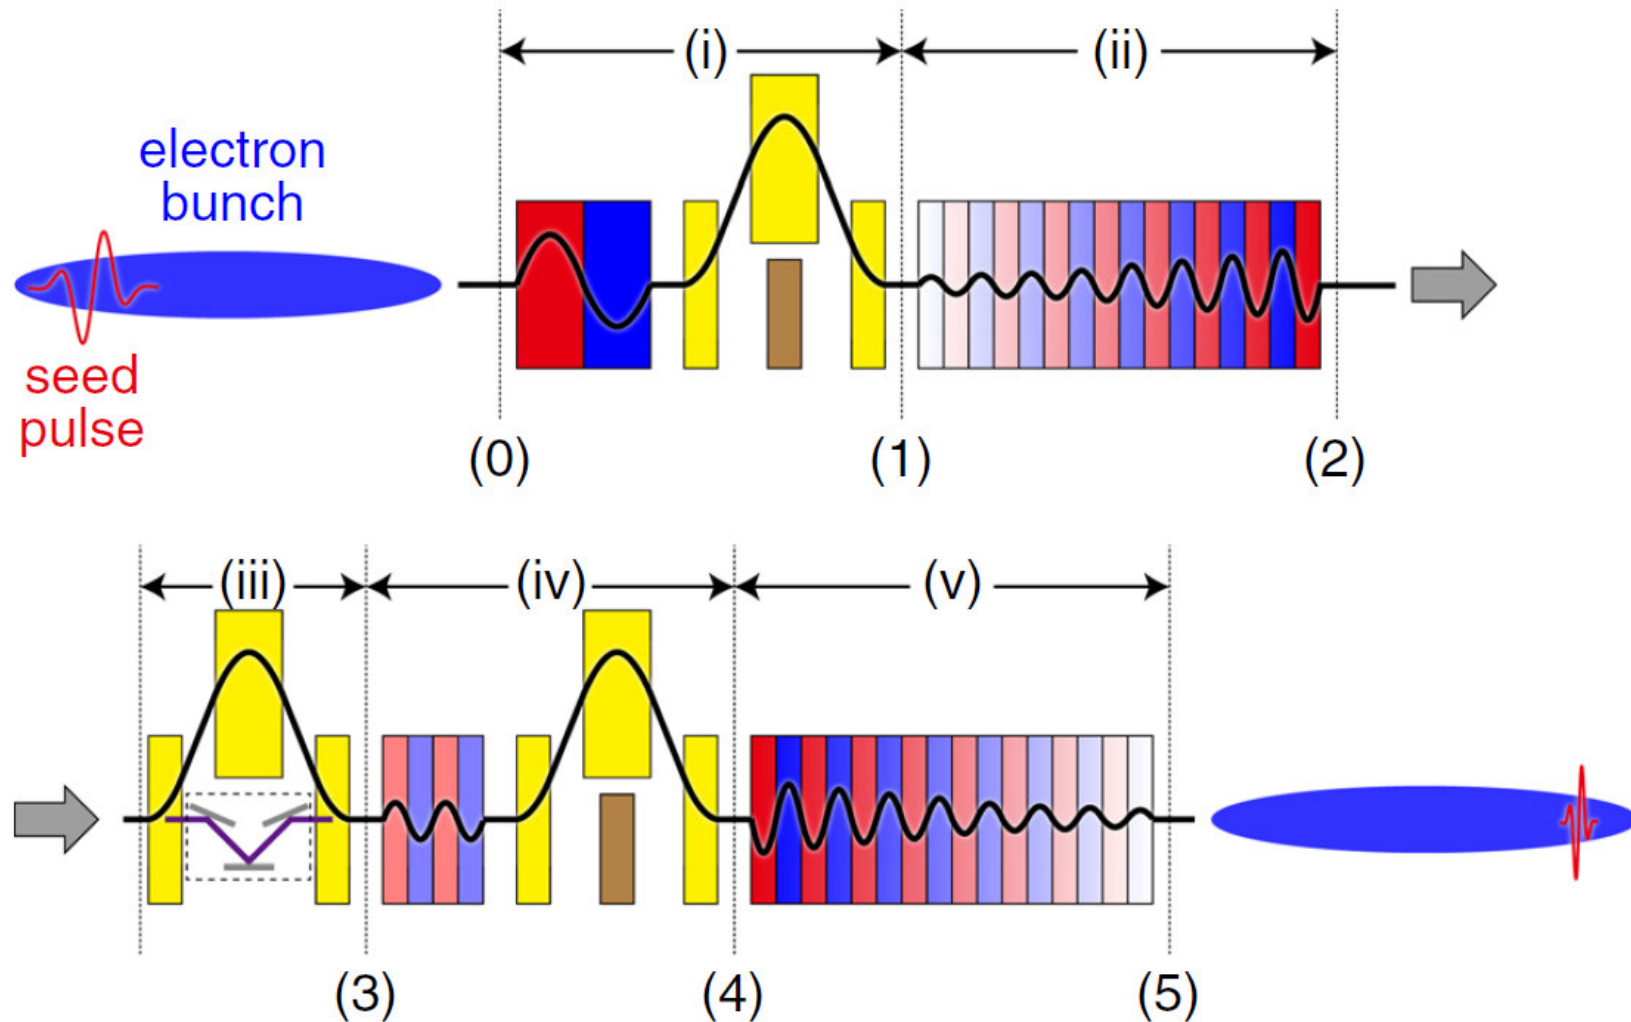 (i)
(ii)
electron
bunch
seed
pulse
(0)
(1)
(2)
(iii)
(iv)
(v)
(3)
(4)
(5)